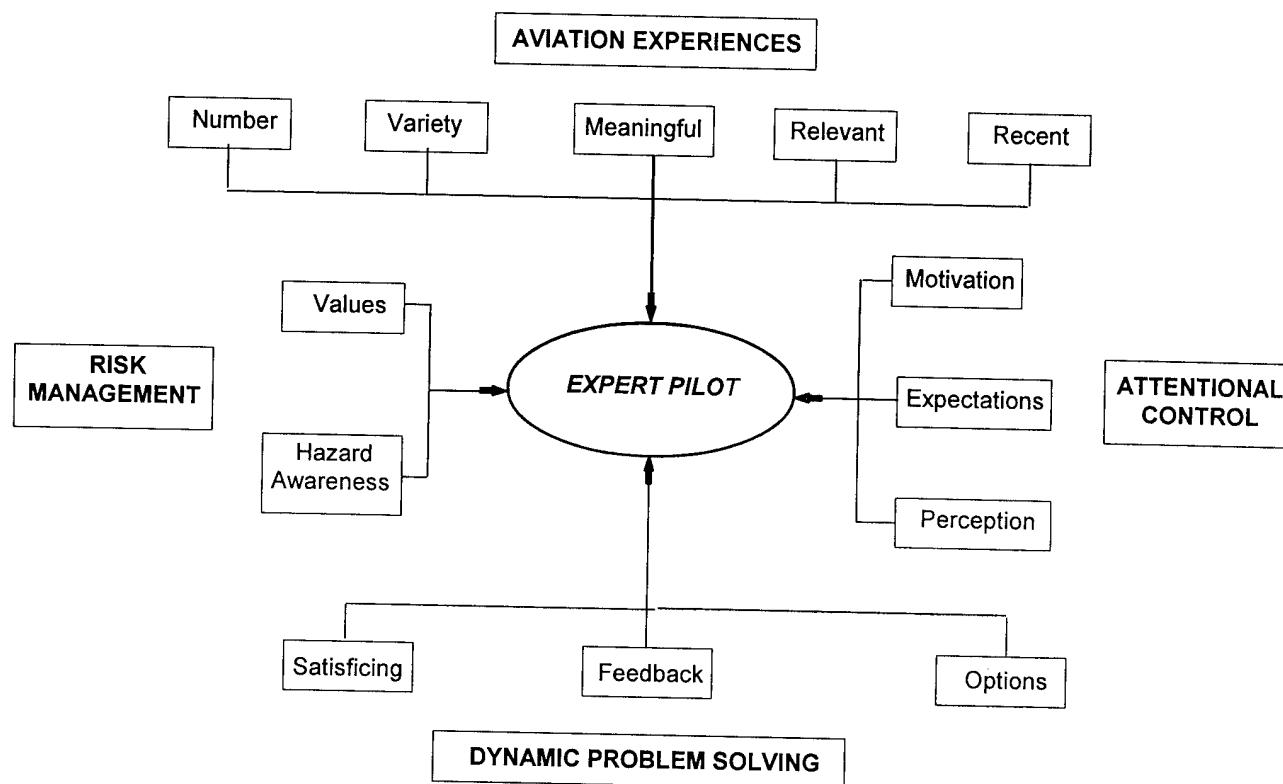 AVIATION EXPERIENCES
Number
Variety
Meaningful
Relevant
Recent
Values
Motivation
RISK
MANAGEMENT
EXPERT PILOT
Expectations
ATTENTIONAL
CONTROL
Hazard
Awareness
Perception
Satisficing
Feedback
Options
DYNAMIC PROBLEM SOLVING